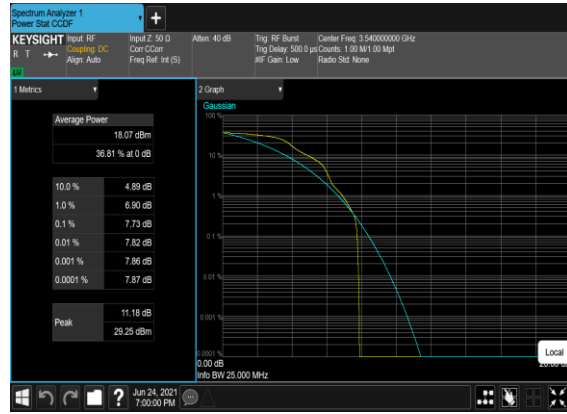 Spectrum Analyzer 1
Power Stat CCDF
KEYSIGHT
R T
LNI
Input: RF
Coupling: DC
Align: Auto
Input Z: 50 Ω
Corr CCorr
Freq Ref: Int (S)
Atten: 40 dB
Trig: RF Burst
Trig Delay: 500.0 µs
#IF Gain: Low
Center Freq: 3.540000000 GHz
Counts: 1.00 M/1.00 Mpt
Radio Std: None
1 Metrics
Average Power
18.07 dBm
36.81 % at 0 dB
10.0 % 4.89 dB
1.0 % 6.90 dB
0.1 % 7.73 dB
0.01 % 7.82 dB
0.001 % 7.86 dB
0.0001 % 7.87 dB
Peak
11.18 dB
29.25 dBm
2 Graph
Gaussian
100 %
10 %
1 %
0.1 %
0.01 %
0.001 %
0.0001 %
0.00 dB
Info BW 25.000 MHz
Local
?
Jun 24, 2021
7:00:00 PM